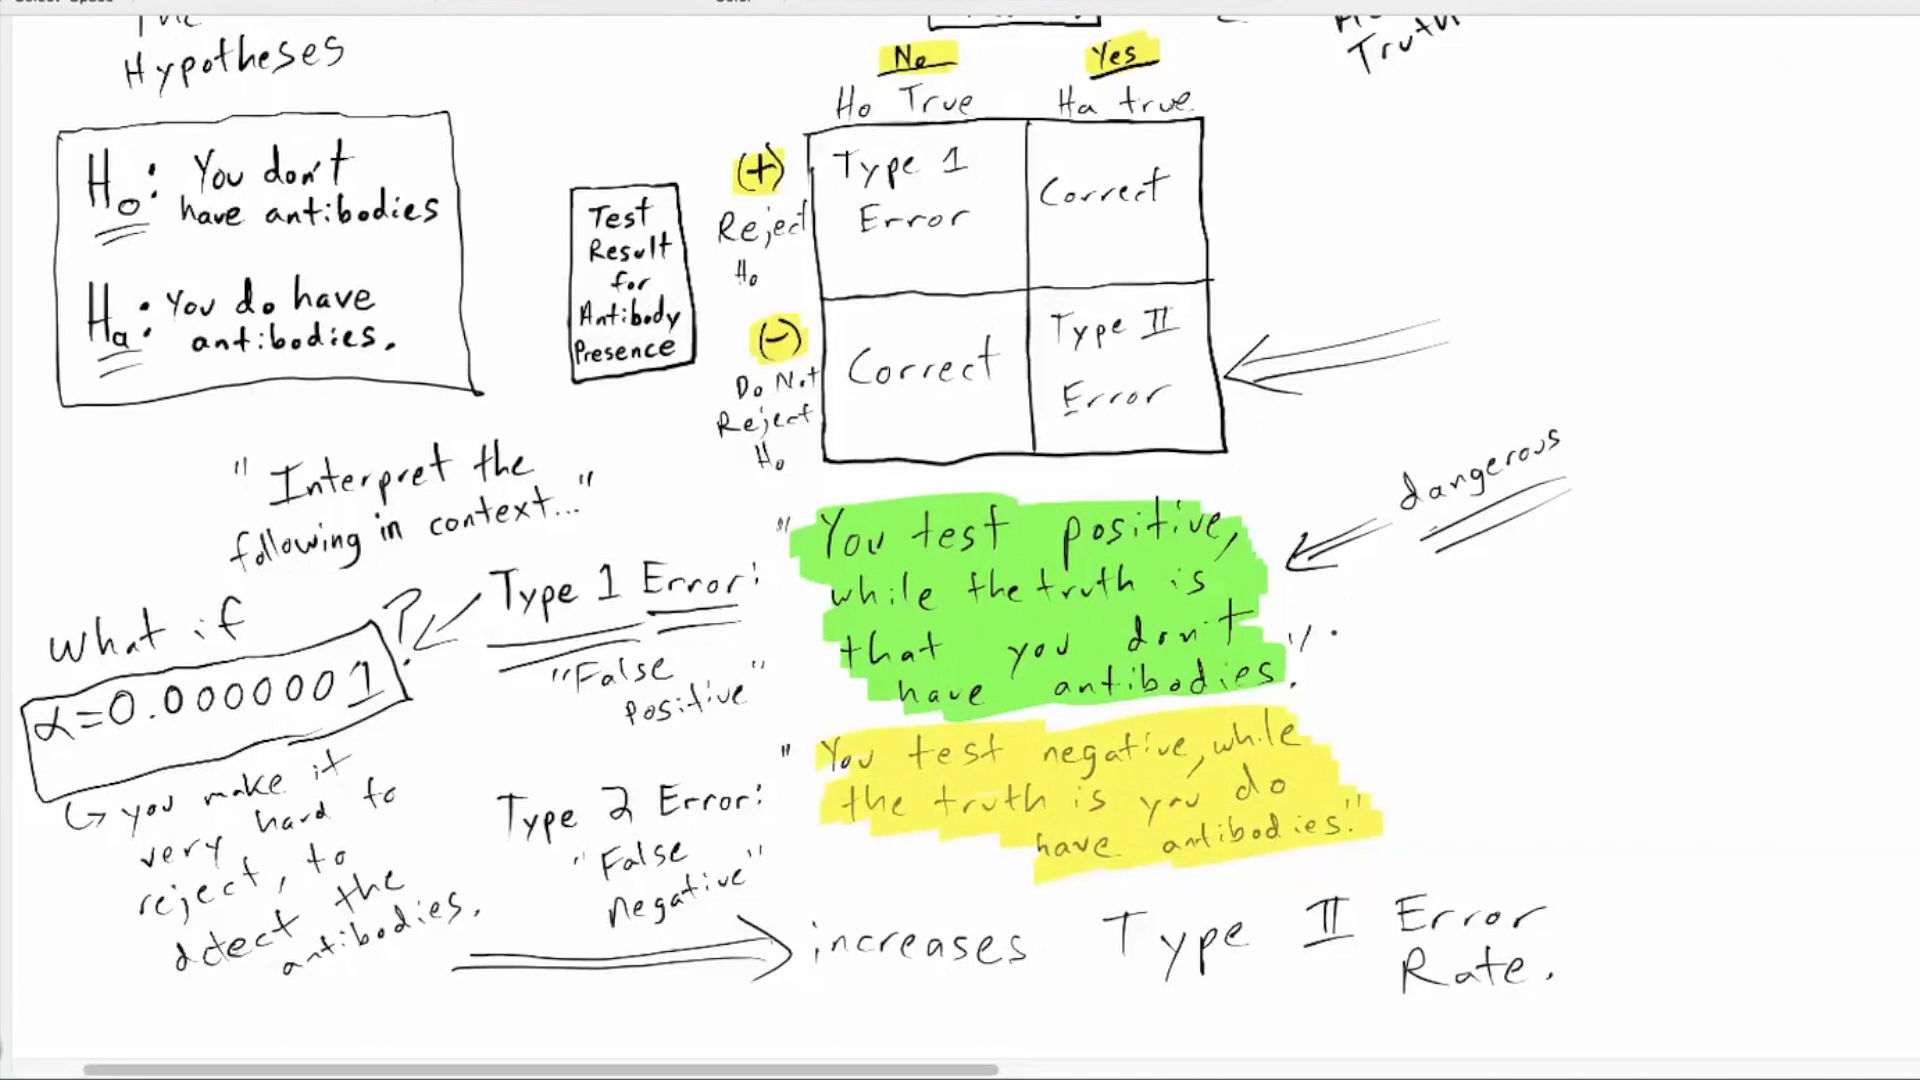 The
Hypotheses
Truth
No
Yes
Ho True
Ha true
Ho: You don't
have antibodies
Ha: You do have
antibodies.
Test
Result
for
Antibody
Presence
(+)
Reject
Ho
(-)
Do Not
Reject
Ho
Type 1
Error
Correct
Correct
Type II
Error
"Interpret the
following in context..."
dangerous
Type 1 Error:
"False
positive"
"You test positive,
while the truth is
that you don't
have antibodies."
What if
α=0.0000001?
↳ you make it
very hard to
reject, to
detect the
antibodies.
Type 2 Error:
"False
negative"
"You test negative, while
the truth is you do
have antibodies."
increases Type II Error
Rate.